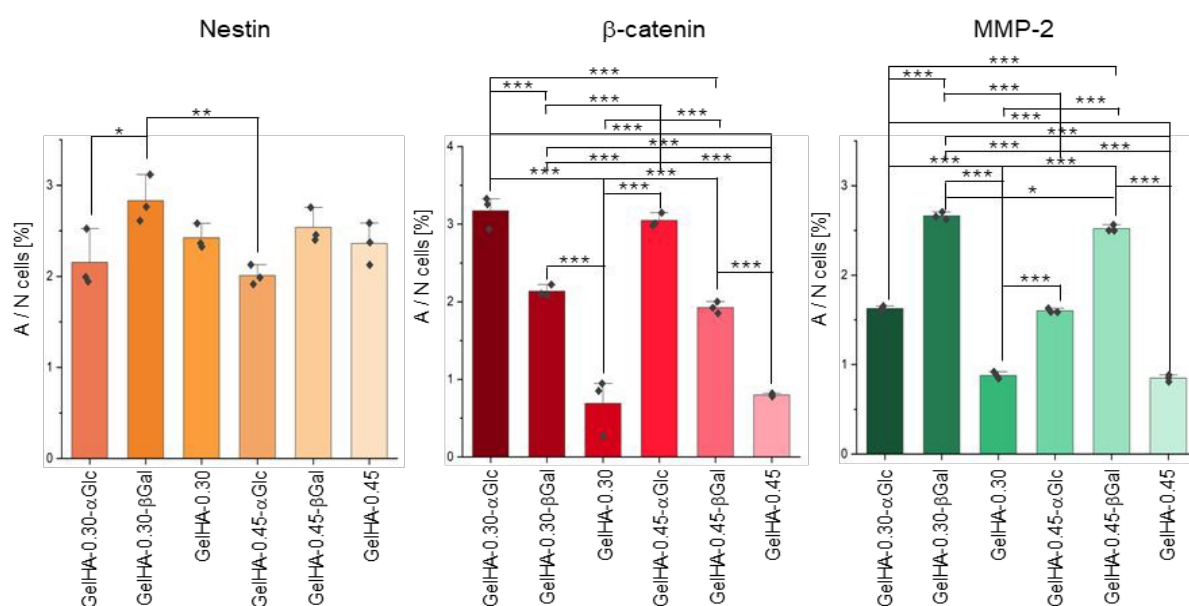 Nestin
* **
A / N cells [%]
3
2
1
0
GelHA-0.30-αGlc
GelHA-0.30-βGal
GelHA-0.30
GelHA-0.45-αGlc
GelHA-0.45-βGal
GelHA-0.45
β-catenin
***
*** ***
***
***
***
*** ***
*** *** ***
***
*** ***
A / N cells [%]
4
3
2
1
0
GelHA-0.30-αGlc
GelHA-0.30-βGal
GelHA-0.30
GelHA-0.45-αGlc
GelHA-0.45-βGal
GelHA-0.45
MMP-2
***
***
***
***
***
***
*** ***
*** ***
*** * ***
***
A / N cells [%]
3
2
1
0
GelHA-0.30-αGlc
GelHA-0.30-βGal
GelHA-0.30
GelHA-0.45-αGlc
GelHA-0.45-βGal
GelHA-0.45